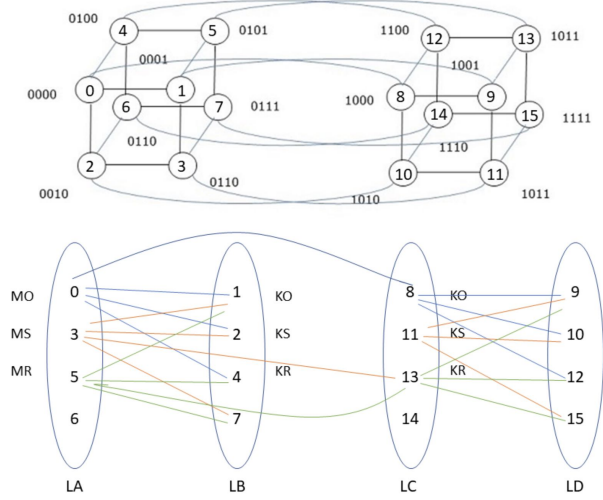 0100 4 5 0101 1100 12 13 1011
0001 1001
0000 0 1 1000 8 9
6 7 0111 14 15 1111
0110 1110
2 3 0110 10 11
0010 1010 1011
MO 0 1 KO 8 KO 9
MS 3 2 KS 11 KS 10
MR 5 4 KR 13 KR 12
6 7 14 15
LA LB LC LD